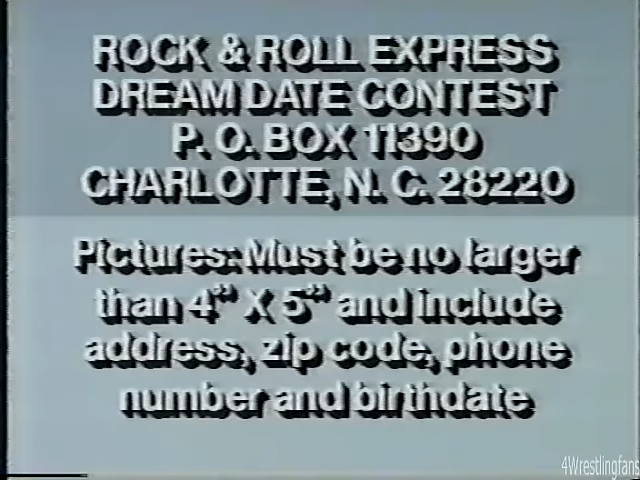 ROCK & ROLL EXPRESS
DREAM DATE CONTEST
P. O. BOX 11390
CHARLOTTE, N. C. 28220
Pictures: Must be no larger
than 4" X 5" and include
address, zip code, phone
number and birthdate
4Wrestlingfans